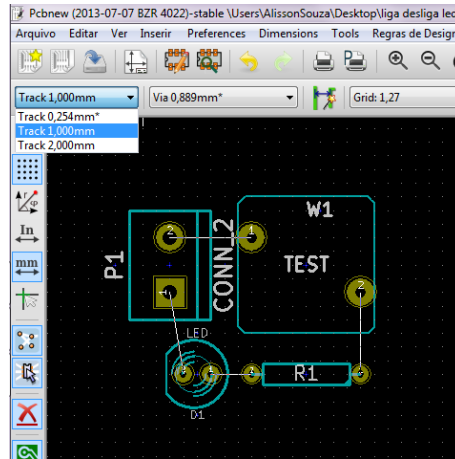 Pcbnew (2013-07-07 BZR 4022)-stable \Users\AlissonSouza\Desktop\liga desliga led
Arquivo Editar Ver Inserir Preferences Dimensions Tools Regras de Design
Track 1,000mm Via 0,889mm* Grid: 1,27
Track 0,254mm*
Track 1,000mm
Track 2,000mm
In
mm
W1
P1
2
1
CONN_2
TEST
1
2
LED
R1
D1